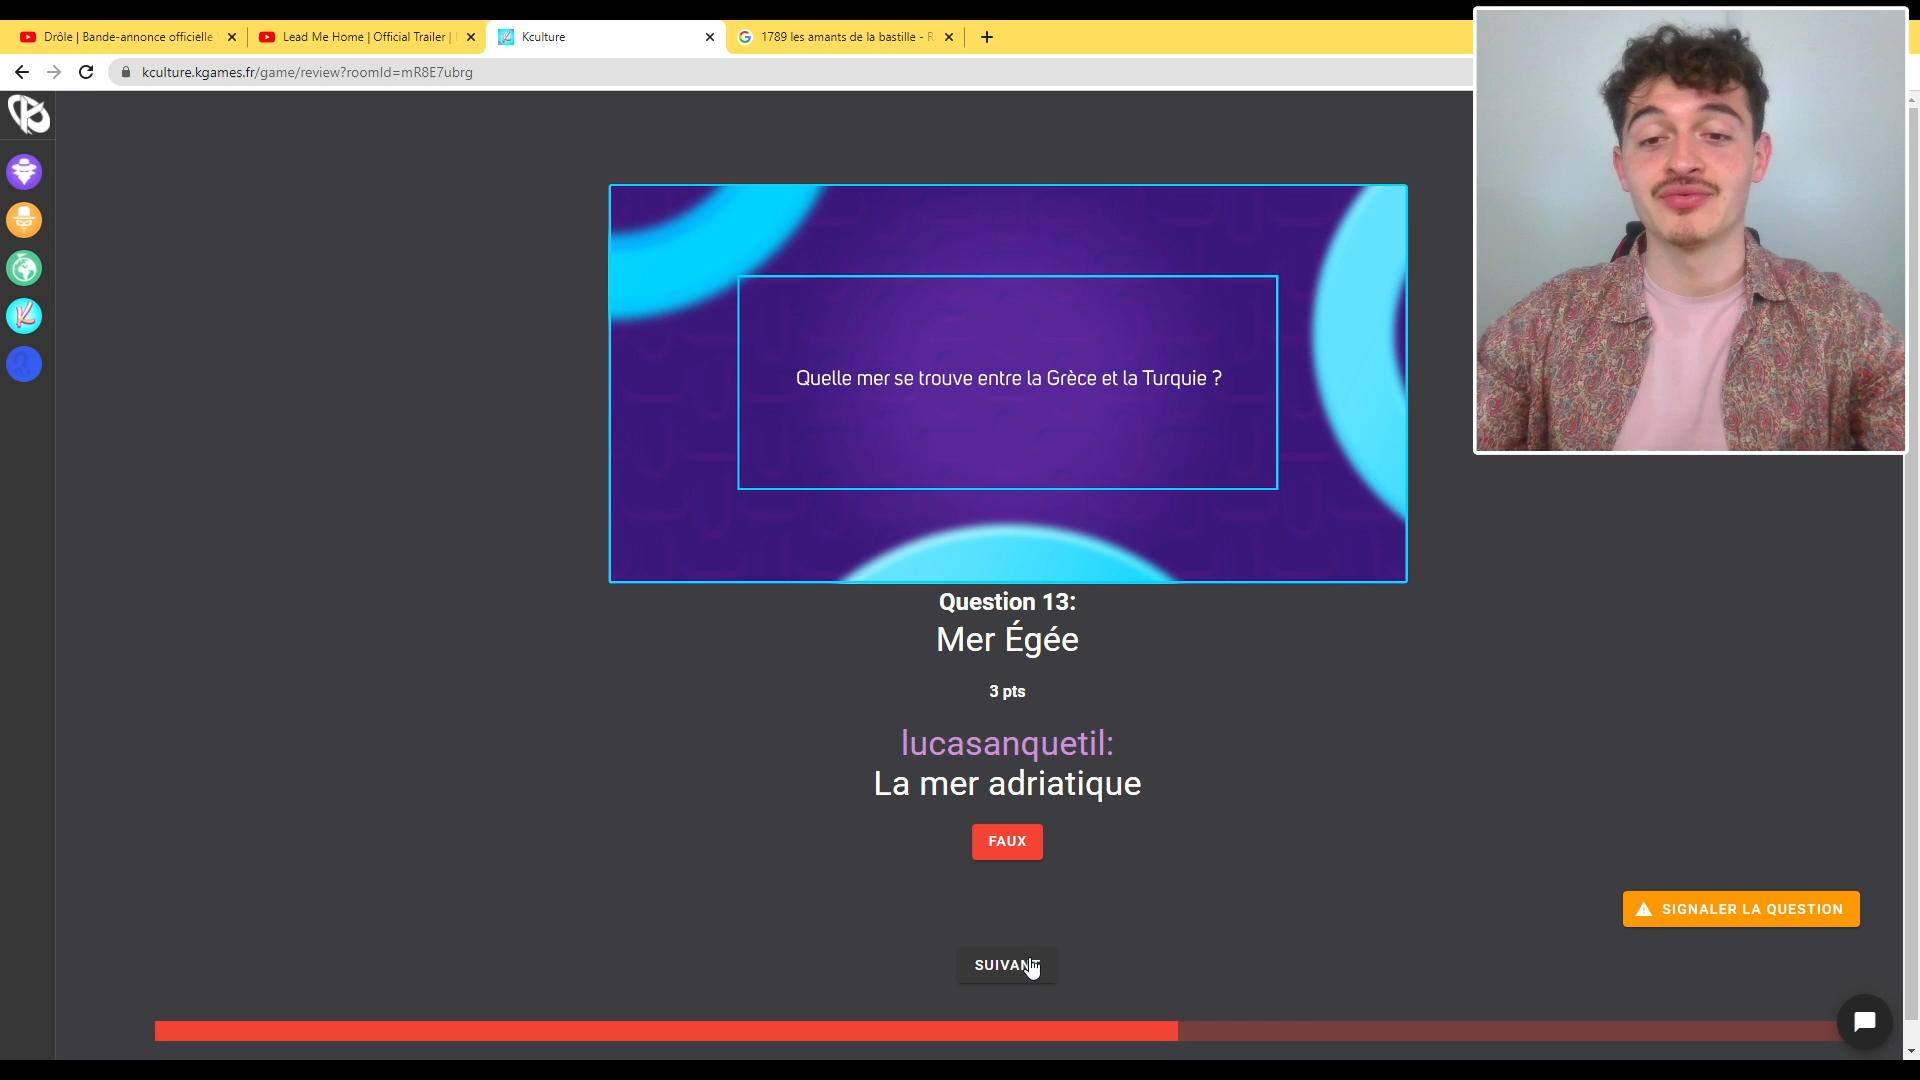 Drôle | Bande-annonce officielle
Lead Me Home | Official Trailer |
Kculture
1789 les amants de la bastille - R
kculture.kgames.fr/game/review?roomId=mR8E7ubrg
Quelle mer se trouve entre la Grèce et la Turquie ?
Question 13:
Mer Égée
3 pts
lucasanquetil:
La mer adriatique
FAUX
SIGNALER LA QUESTION
SUIVANT